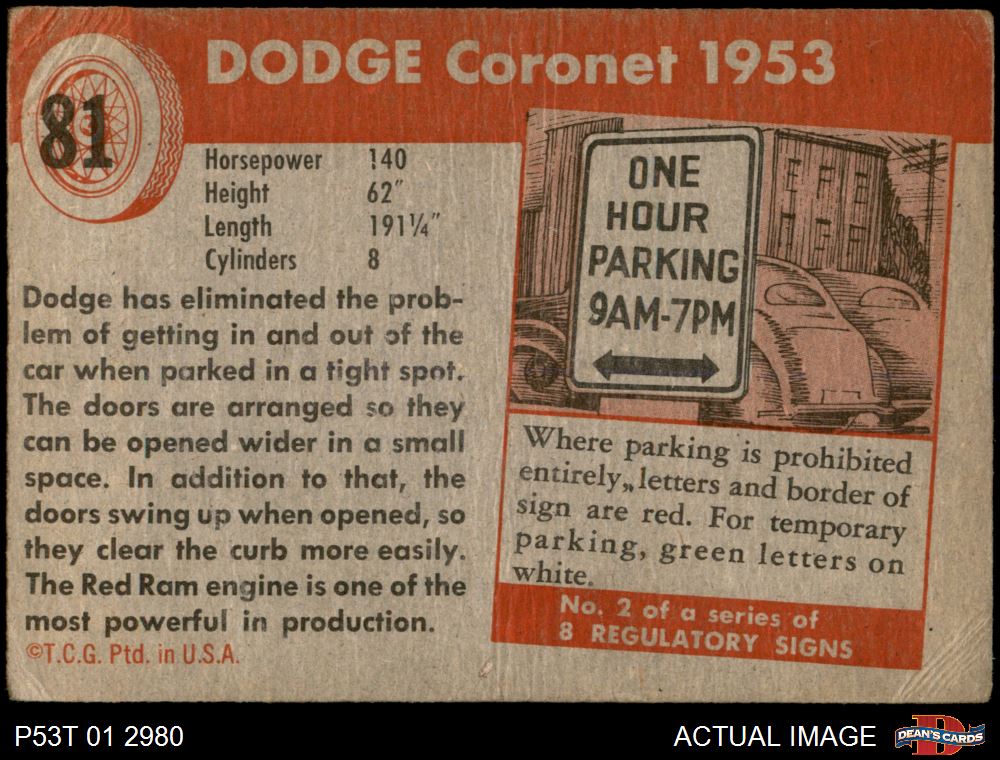 81
DODGE Coronet 1953
Horsepower 140
Height 62"
Length 191¼"
Cylinders 8
Dodge has eliminated the prob-
lem of getting in and out of the
car when parked in a tight spot.
The doors are arranged so they
can be opened wider in a small
space. In addition to that, the
doors swing up when opened, so
they clear the curb more easily.
The Red Ram engine is one of the
most powerful in production.
©T.C.G. Ptd. in U.S.A.
ONE
HOUR
PARKING
9AM-7PM
Where parking is prohibited
entirely, letters and border of
sign are red. For temporary
parking, green letters on
white.
No. 2 of a series of
8 REGULATORY SIGNS
P53T 01 2980
ACTUAL IMAGE
D
DEAN'S CARDS